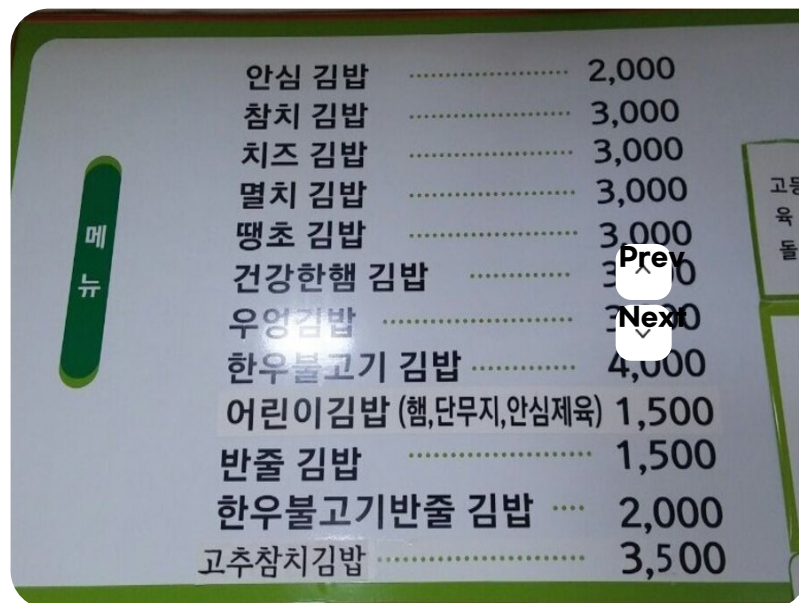 메뉴
안심 김밥 2,000
참치 김밥 3,000
치즈 김밥 3,000
멸치 김밥 3,000
땡초 김밥 3,000
건강한햄 김밥
Prev
우엉김밥
Next
한우불고기 김밥 4,000
어린이김밥 (햄,단무지,안심제육) 1,500
반줄 김밥 1,500
한우불고기반줄 김밥 2,000
고추참치김밥 3,500
육
돌